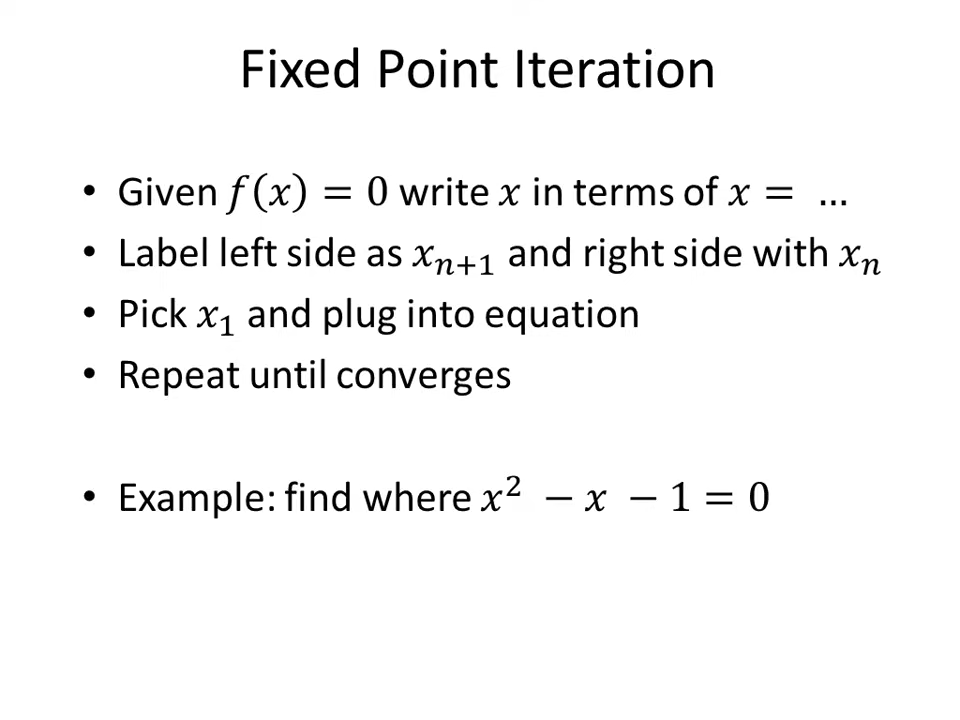 Fixed Point Iteration
• Given 𝑓(𝑥) = 0 write 𝑥 in terms of 𝑥 = …
• Label left side as 𝑥ₙ₊₁ and right side with 𝑥ₙ
• Pick 𝑥₁ and plug into equation
• Repeat until converges
• Example: find where 𝑥² − 𝑥 − 1 = 0